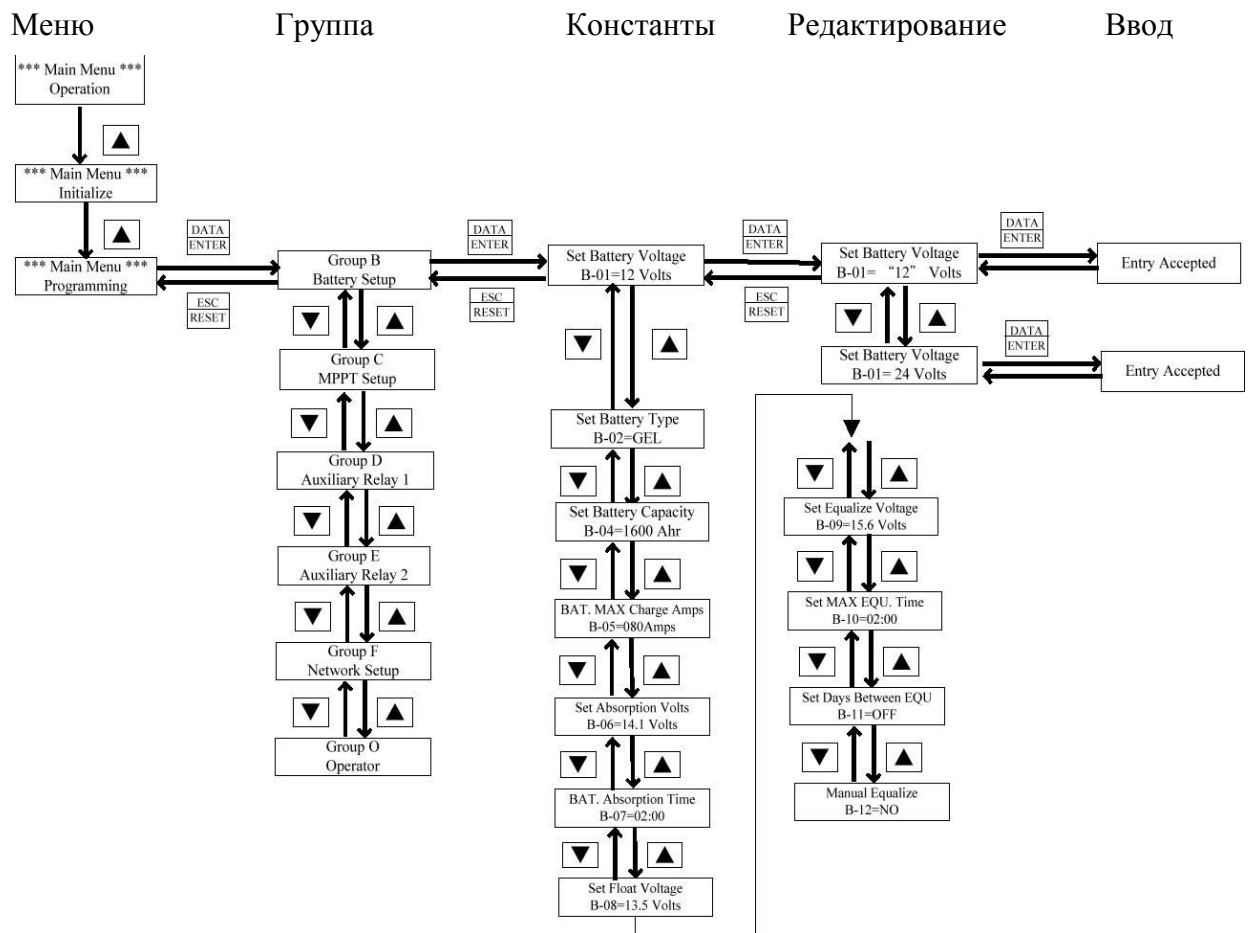 Меню Группа Константы Редактирование Ввод
*** Main Menu ***
Operation
▲
*** Main Menu ***
Initialize
▲
*** Main Menu ***
Programming
DATA
ENTER
ESC
RESET
Group B
Battery Setup
▼ ▲
Group C
MPPT Setup
▼ ▲
Group D
Auxiliary Relay 1
▼ ▲
Group E
Auxiliary Relay 2
▼ ▲
Group F
Network Setup
▼ ▲
Group O
Operator
DATA
ENTER
ESC
RESET
Set Battery Voltage
B-01=12 Volts
▼ ▲
Set Battery Type
B-02=GEL
▼ ▲
Set Battery Capacity
B-04=1600 Ahr
▼ ▲
BAT. MAX Charge Amps
B-05=080Amps
▼ ▲
Set Absorption Volts
B-06=14.1 Volts
▼ ▲
BAT. Absorption Time
B-07=02:00
▼ ▲
Set Float Voltage
B-08=13.5 Volts
DATA
ENTER
ESC
RESET
Set Battery Voltage
B-01= “12” Volts
▼ ▲
Set Battery Voltage
B-01= 24 Volts
▼ ▲
Set Equalize Voltage
B-09=15.6 Volts
▼ ▲
Set MAX EQU. Time
B-10=02:00
▼ ▲
Set Days Between EQU
B-11=OFF
▼ ▲
Manual Equalize
B-12=NO
DATA
ENTER
Entry Accepted
DATA
ENTER
Entry Accepted